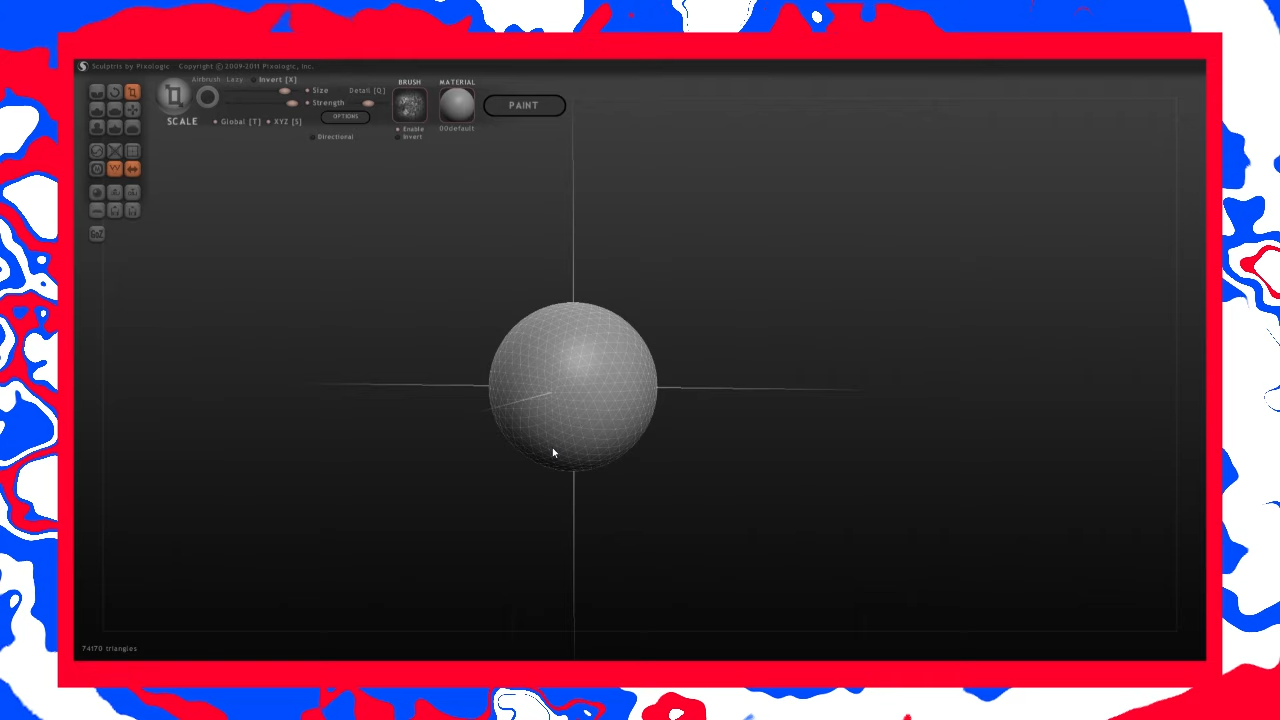 Sculptris by Pixologic Copyright © 2009-2011 Pixologic, Inc.
Airbrush Lazy Invert [X]
Size Detail [Q]
Strength
OPTIONS
SCALE Global [T] XYZ [S]
Directional
BRUSH
Enable
Invert
MATERIAL
00default
PAINT
GoZ
74170 triangles